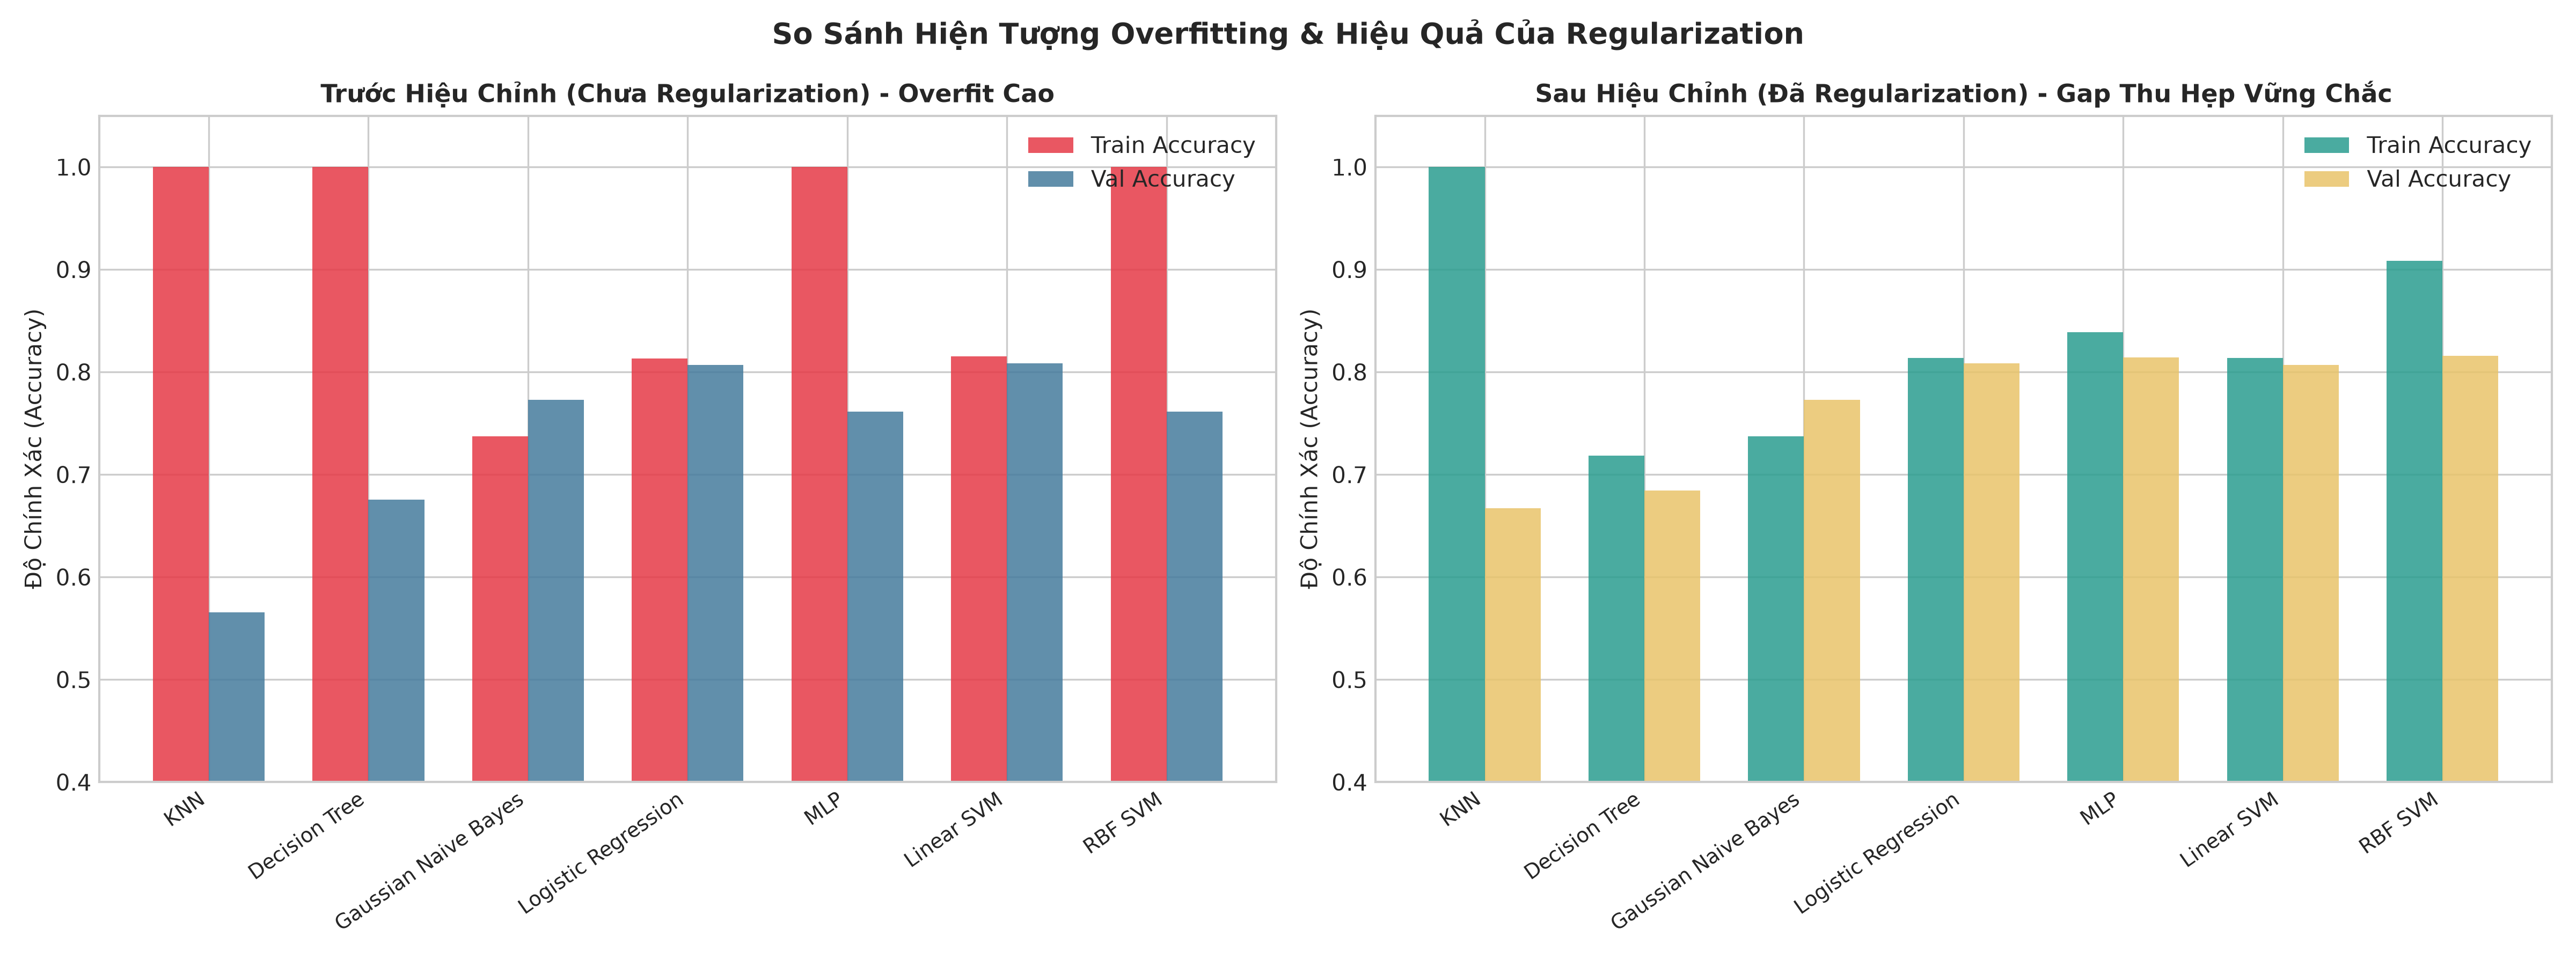 So Sánh Hiện Tượng Overfitting & Hiệu Quả Của Regularization
Trước Hiệu Chỉnh (Chưa Regularization) - Overfit Cao
Độ Chính Xác (Accuracy)
1.0
0.9
0.8
0.7
0.6
0.5
0.4
Train Accuracy
Val Accuracy
KNN
Decision Tree
Gaussian Naive Bayes
Logistic Regression
MLP
Linear SVM
RBF SVM
Sau Hiệu Chỉnh (Đã Regularization) - Gap Thu Hẹp Vững Chắc
Độ Chính Xác (Accuracy)
1.0
0.9
0.8
0.7
0.6
0.5
0.4
Train Accuracy
Val Accuracy
KNN
Decision Tree
Gaussian Naive Bayes
Logistic Regression
MLP
Linear SVM
RBF SVM